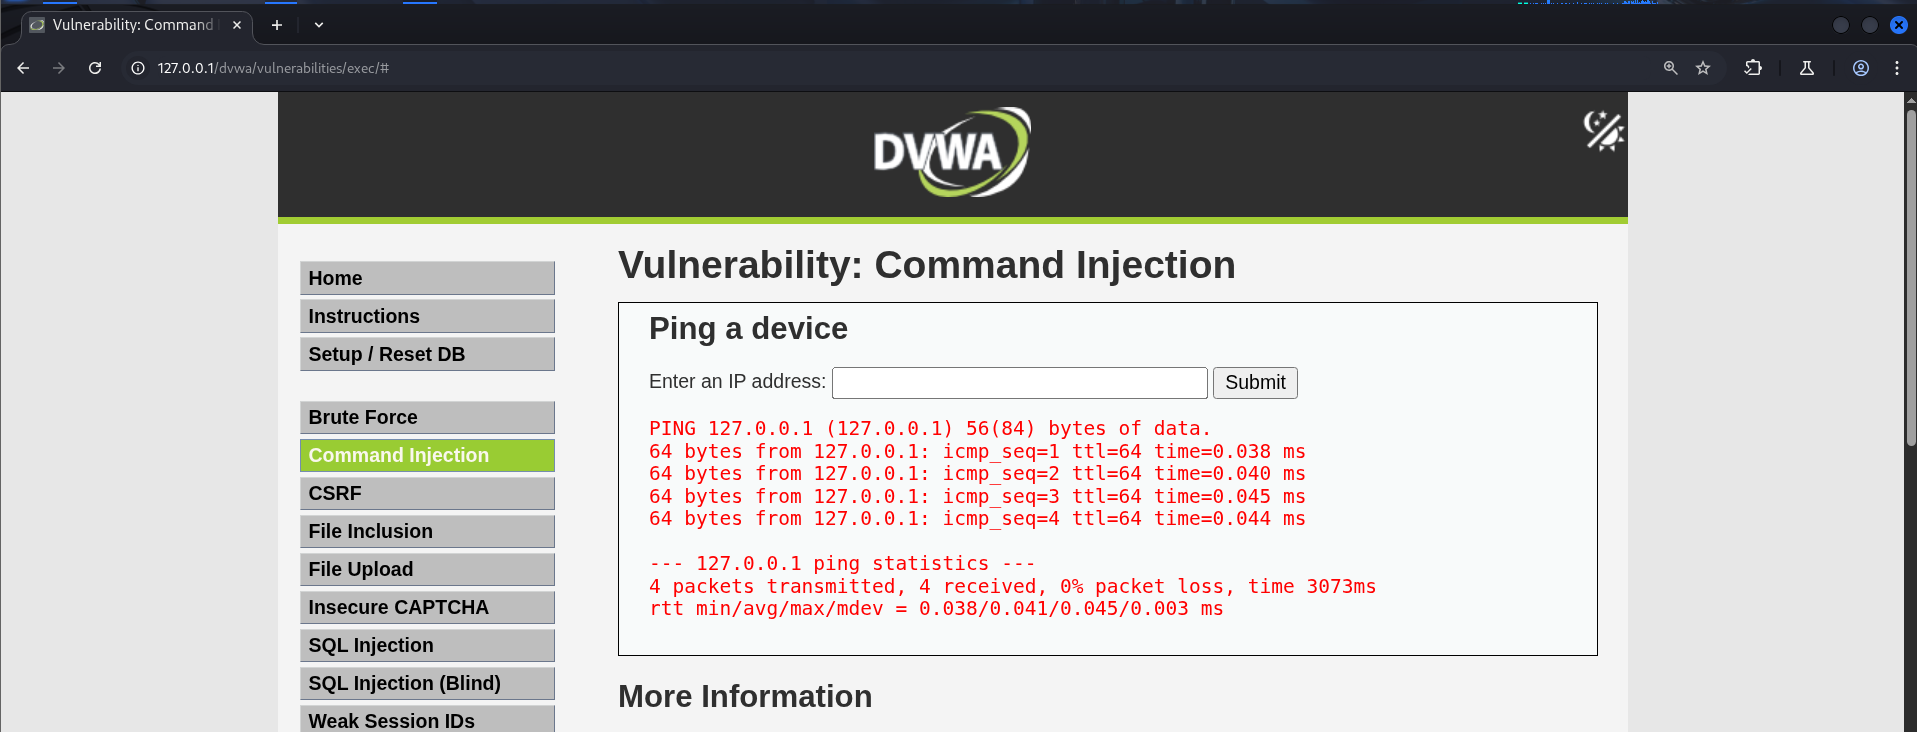 Vulnerability: Command
127.0.0.1/dvwa/vulnerabilities/exec/#
DVWA
Home
Instructions
Setup / Reset DB
Brute Force
Command Injection
CSRF
File Inclusion
File Upload
Insecure CAPTCHA
SQL Injection
SQL Injection (Blind)
Weak Session IDs
Vulnerability: Command Injection
Ping a device
Enter an IP address:
Submit
PING 127.0.0.1 (127.0.0.1) 56(84) bytes of data.
64 bytes from 127.0.0.1: icmp_seq=1 ttl=64 time=0.038 ms
64 bytes from 127.0.0.1: icmp_seq=2 ttl=64 time=0.040 ms
64 bytes from 127.0.0.1: icmp_seq=3 ttl=64 time=0.045 ms
64 bytes from 127.0.0.1: icmp_seq=4 ttl=64 time=0.044 ms
--- 127.0.0.1 ping statistics ---
4 packets transmitted, 4 received, 0% packet loss, time 3073ms
rtt min/avg/max/mdev = 0.038/0.041/0.045/0.003 ms
More Information